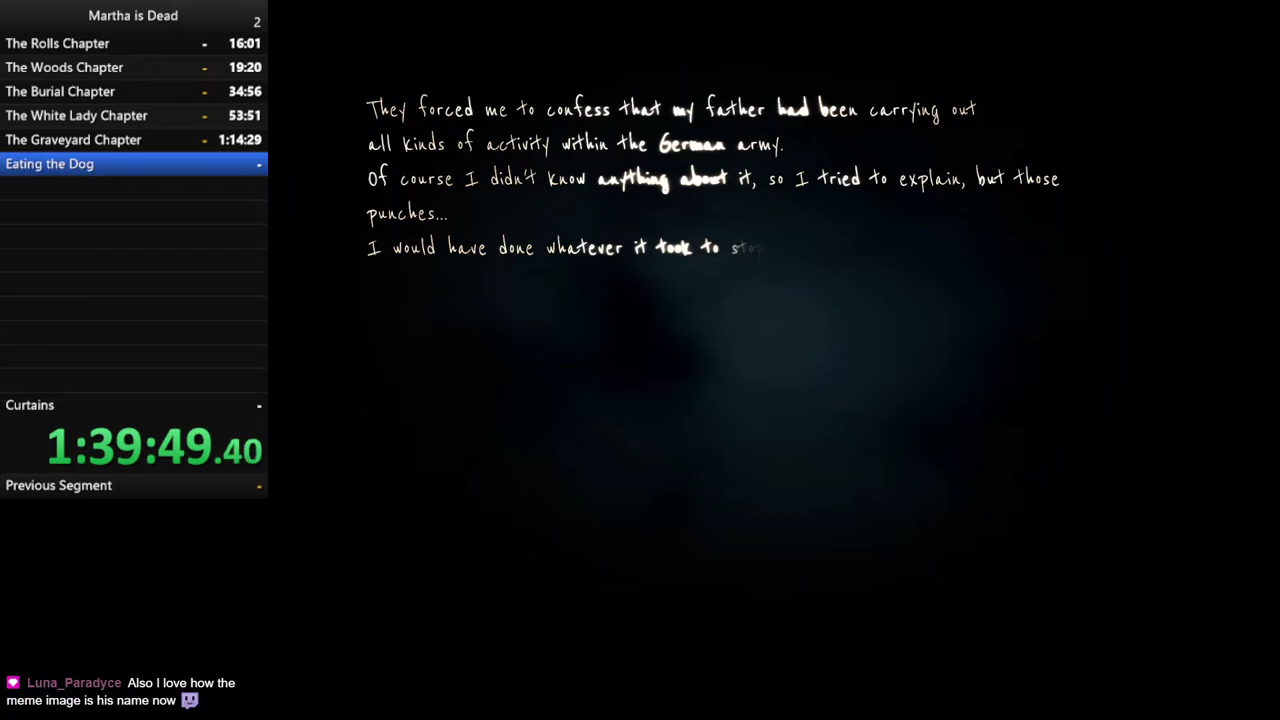 Martha is Dead
2
The Rolls Chapter - 16:01
The Woods Chapter - 19:20
The Burial Chapter - 34:56
The White Lady Chapter - 53:51
The Graveyard Chapter - 1:14:29
Eating the Dog -
Curtains -
1:39:49.40
Previous Segment -
They forced me to confess that my father had been carrying out
all kinds of activity within the German army.
Of course I didn't know anything about it, so I tried to explain, but those
punches...
I would have done whatever it took to stop
Luna_Paradyce Also I love how the
meme image is his name now